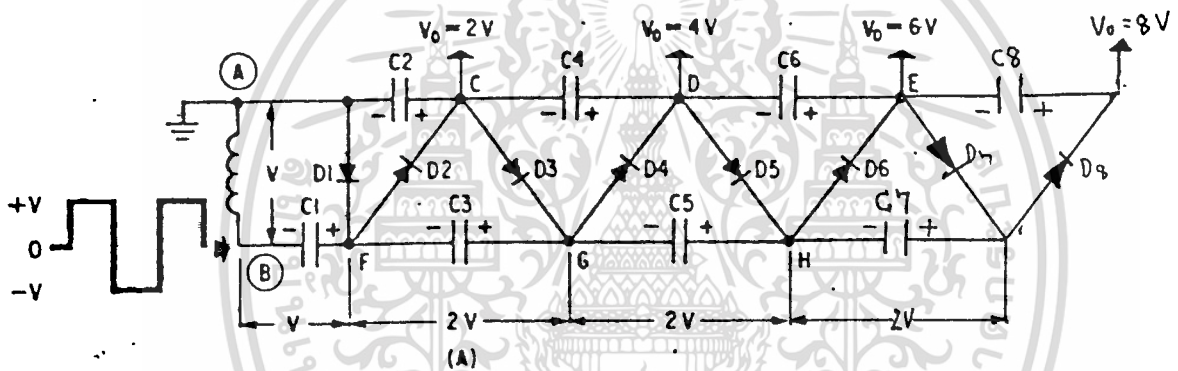 V₀=2V V₀=4V V₀=6V V₀=8V
A C2 C C4 D C6 E C8
- + - + - + - +
V D1 D2 D3 D4 D5 D6 D7 D8
+V
0
-V
C1 C3 C5 C7
- + - + - + - +
B F G H
V 2V 2V 2V
(A)